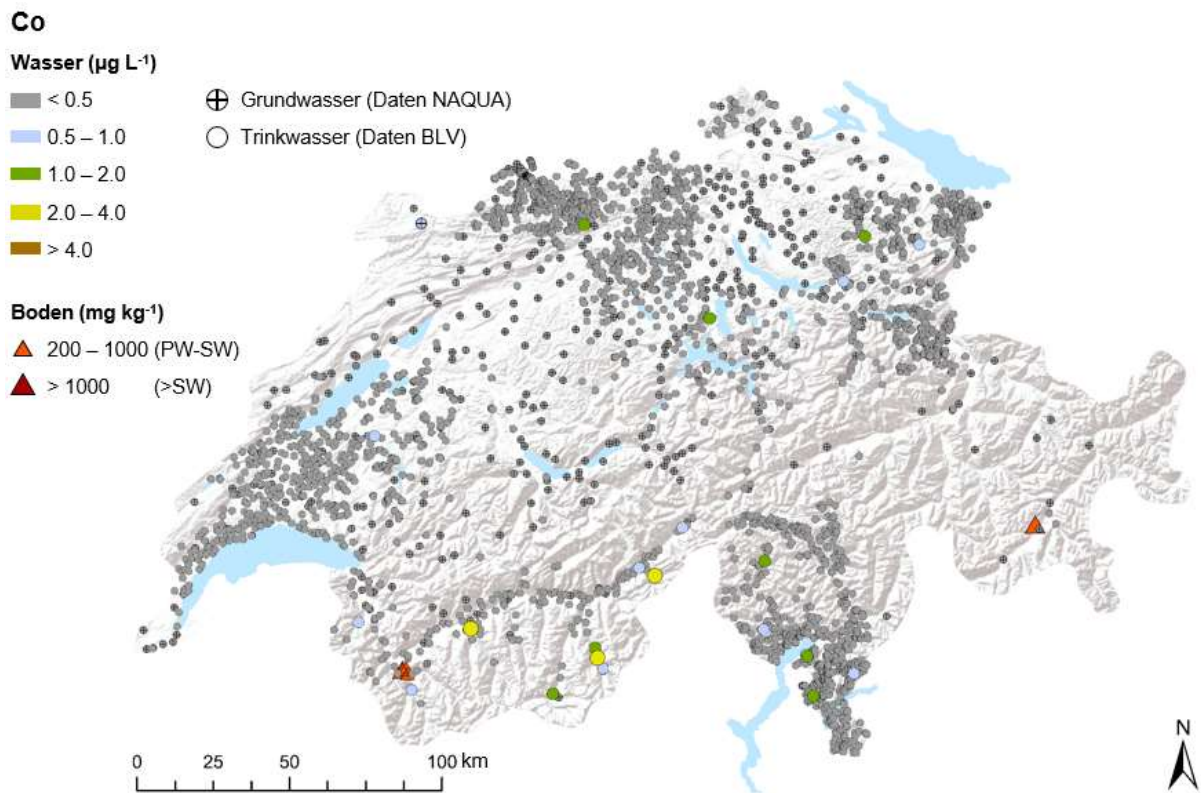 Co
Wasser (µg L⁻¹)
< 0.5
0.5 – 1.0
1.0 – 2.0
2.0 – 4.0
> 4.0
Grundwasser (Daten NAQUA)
Trinkwasser (Daten BLV)
Boden (mg kg⁻¹)
200 – 1000 (PW-SW)
> 1000 (>SW)
0 25 50 100 km
N